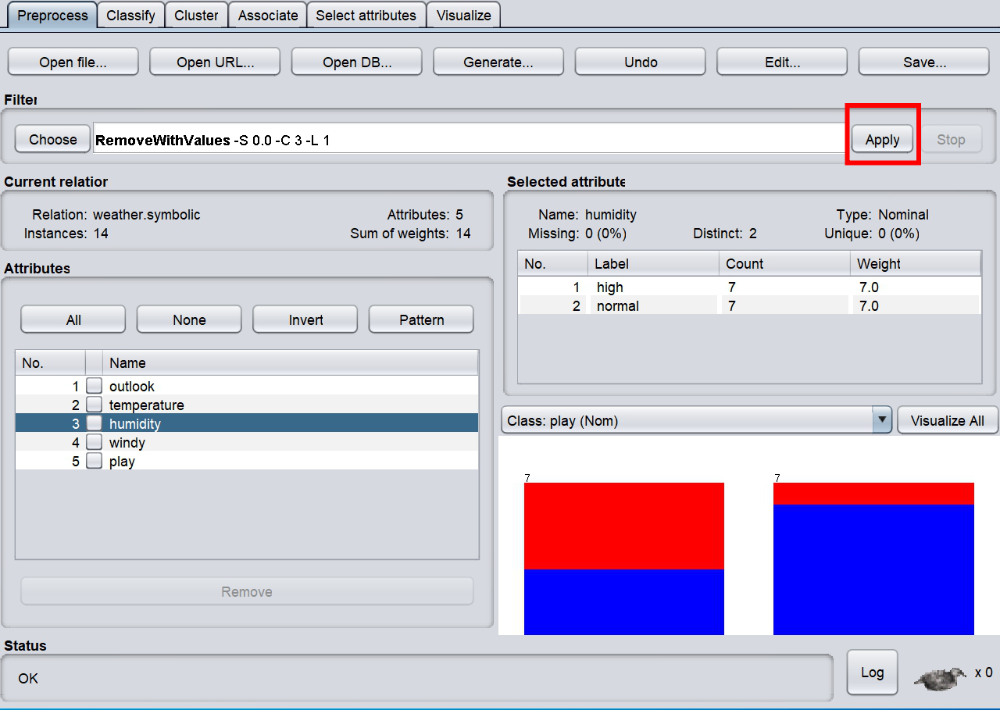 Preprocess Classify Cluster Associate Select attributes Visualize
Open file... Open URL... Open DB... Generate... Undo Edit... Save...
Filter
Choose RemoveWithValues -S 0.0 -C 3 -L 1 Apply Stop
Current relatior
Relation: weather.symbolic Attributes: 5
Instances: 14 Sum of weights: 14
Selected attribute
Name: humidity Type: Nominal
Missing: 0 (0%) Distinct: 2 Unique: 0 (0%)
No. Label Count Weight
1 high 7 7.0
2 normal 7 7.0
Attributes
All None Invert Pattern
No. Name
1 outlook
2 temperature
3 humidity
4 windy
5 play
Remove
Class: play (Nom) Visualize All
7 7
Status
OK Log x 0